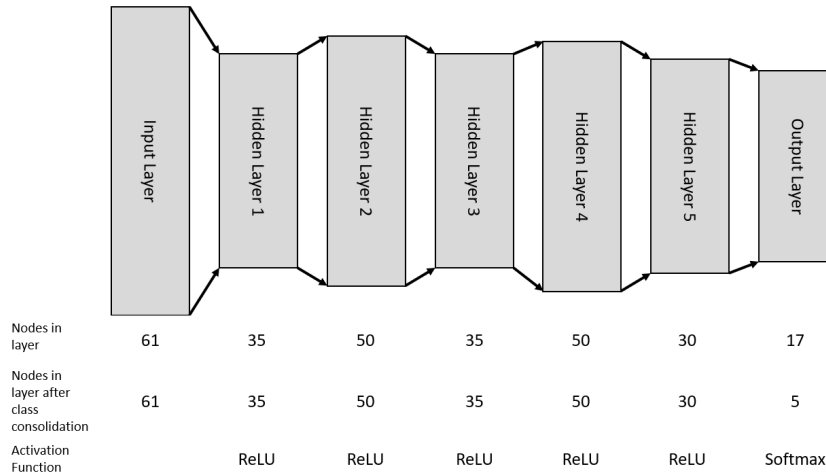 Input Layer
Hidden Layer 1
Hidden Layer 2
Hidden Layer 3
Hidden Layer 4
Hidden Layer 5
Output Layer
Nodes in
layer
61 35 50 35 50 30 17
Nodes in
layer after
class
consolidation
61 35 50 35 50 30 5
Activation
Function
ReLU ReLU ReLU ReLU ReLU Softmax